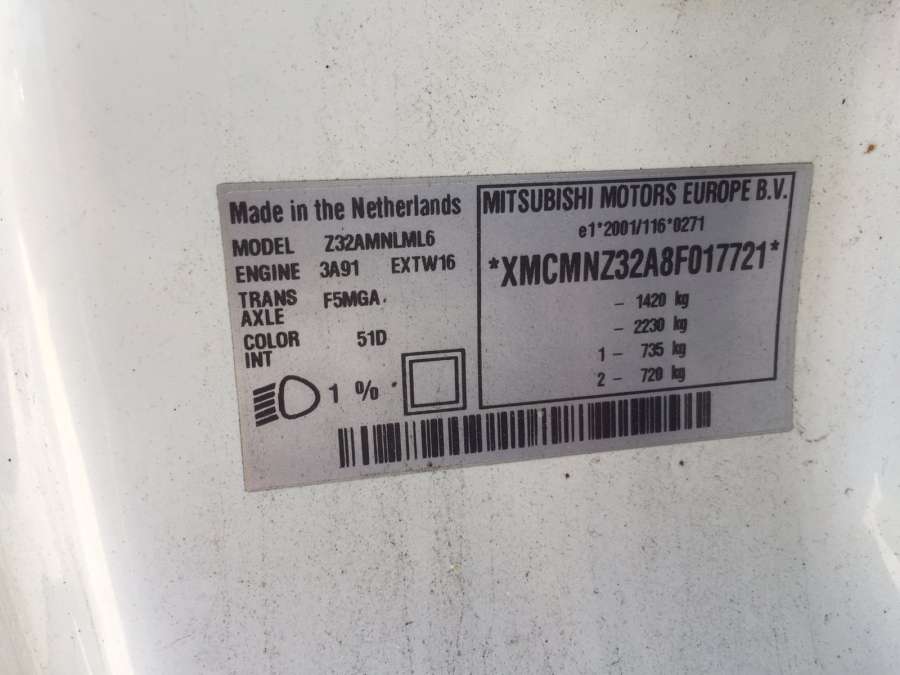 Made in the Netherlands
MODEL Z32AMNLML6
ENGINE 3A91 EXTW16
TRANS F5MGA
AXLE
COLOR 51D
INT
1 %
MITSUBISHI MOTORS EUROPE B.V.
e1*2001/116*0271
*XMCMNZ32A8F017721*
– 1420 kg
– 2230 kg
1 – 735 kg
2 – 720 kg